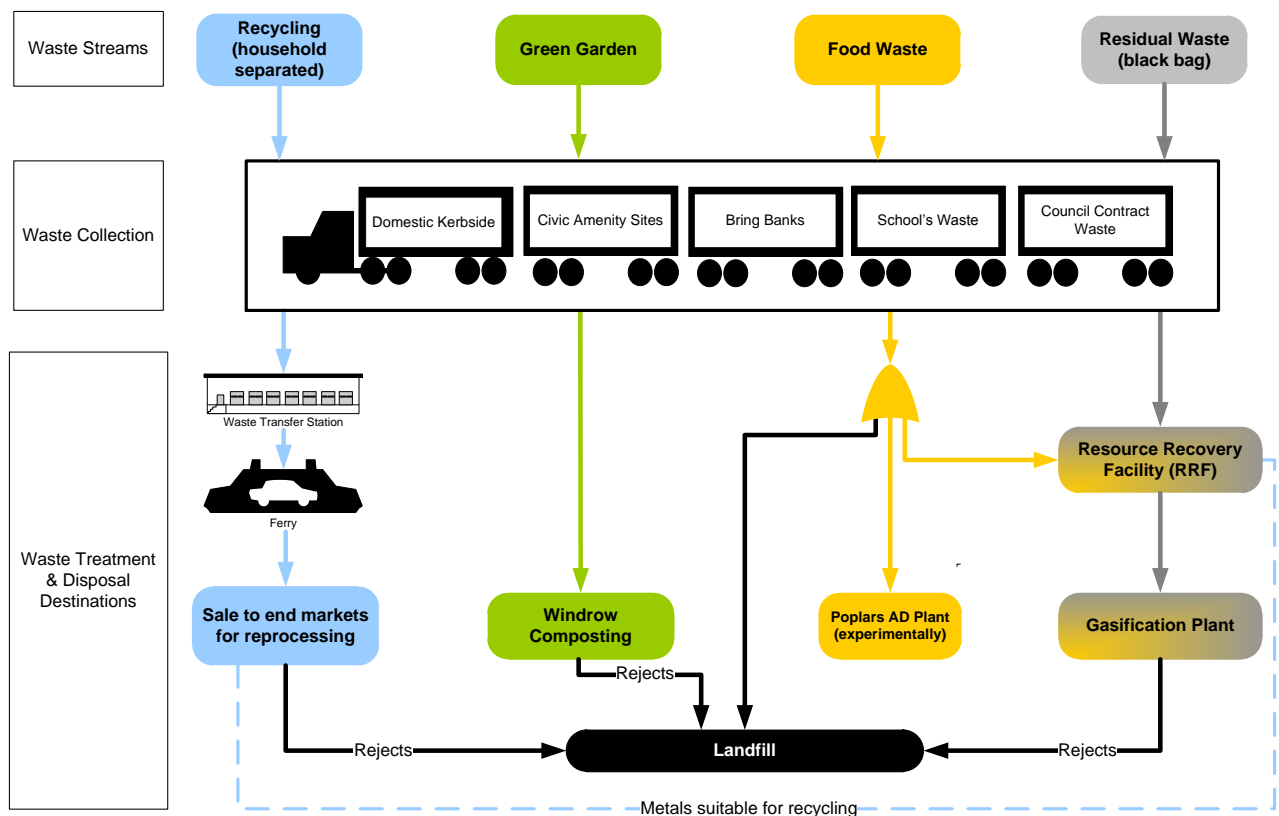 Waste Streams
Recycling
(household
separated)
Green Garden
Food Waste
Residual Waste
(black bag)
Waste Collection
Domestic Kerbside
Civic Amenity Sites
Bring Banks
School's Waste
Council Contract
Waste
Waste Transfer Station
Ferry
Resource Recovery
Facility (RRF)
Waste Treatment
& Disposal
Destinations
Sale to end markets
for reprocessing
Windrow
Composting
Poplars AD Plant
(experimentally)
Gasification Plant
Rejects
Rejects
Landfill
Rejects
Metals suitable for recycling